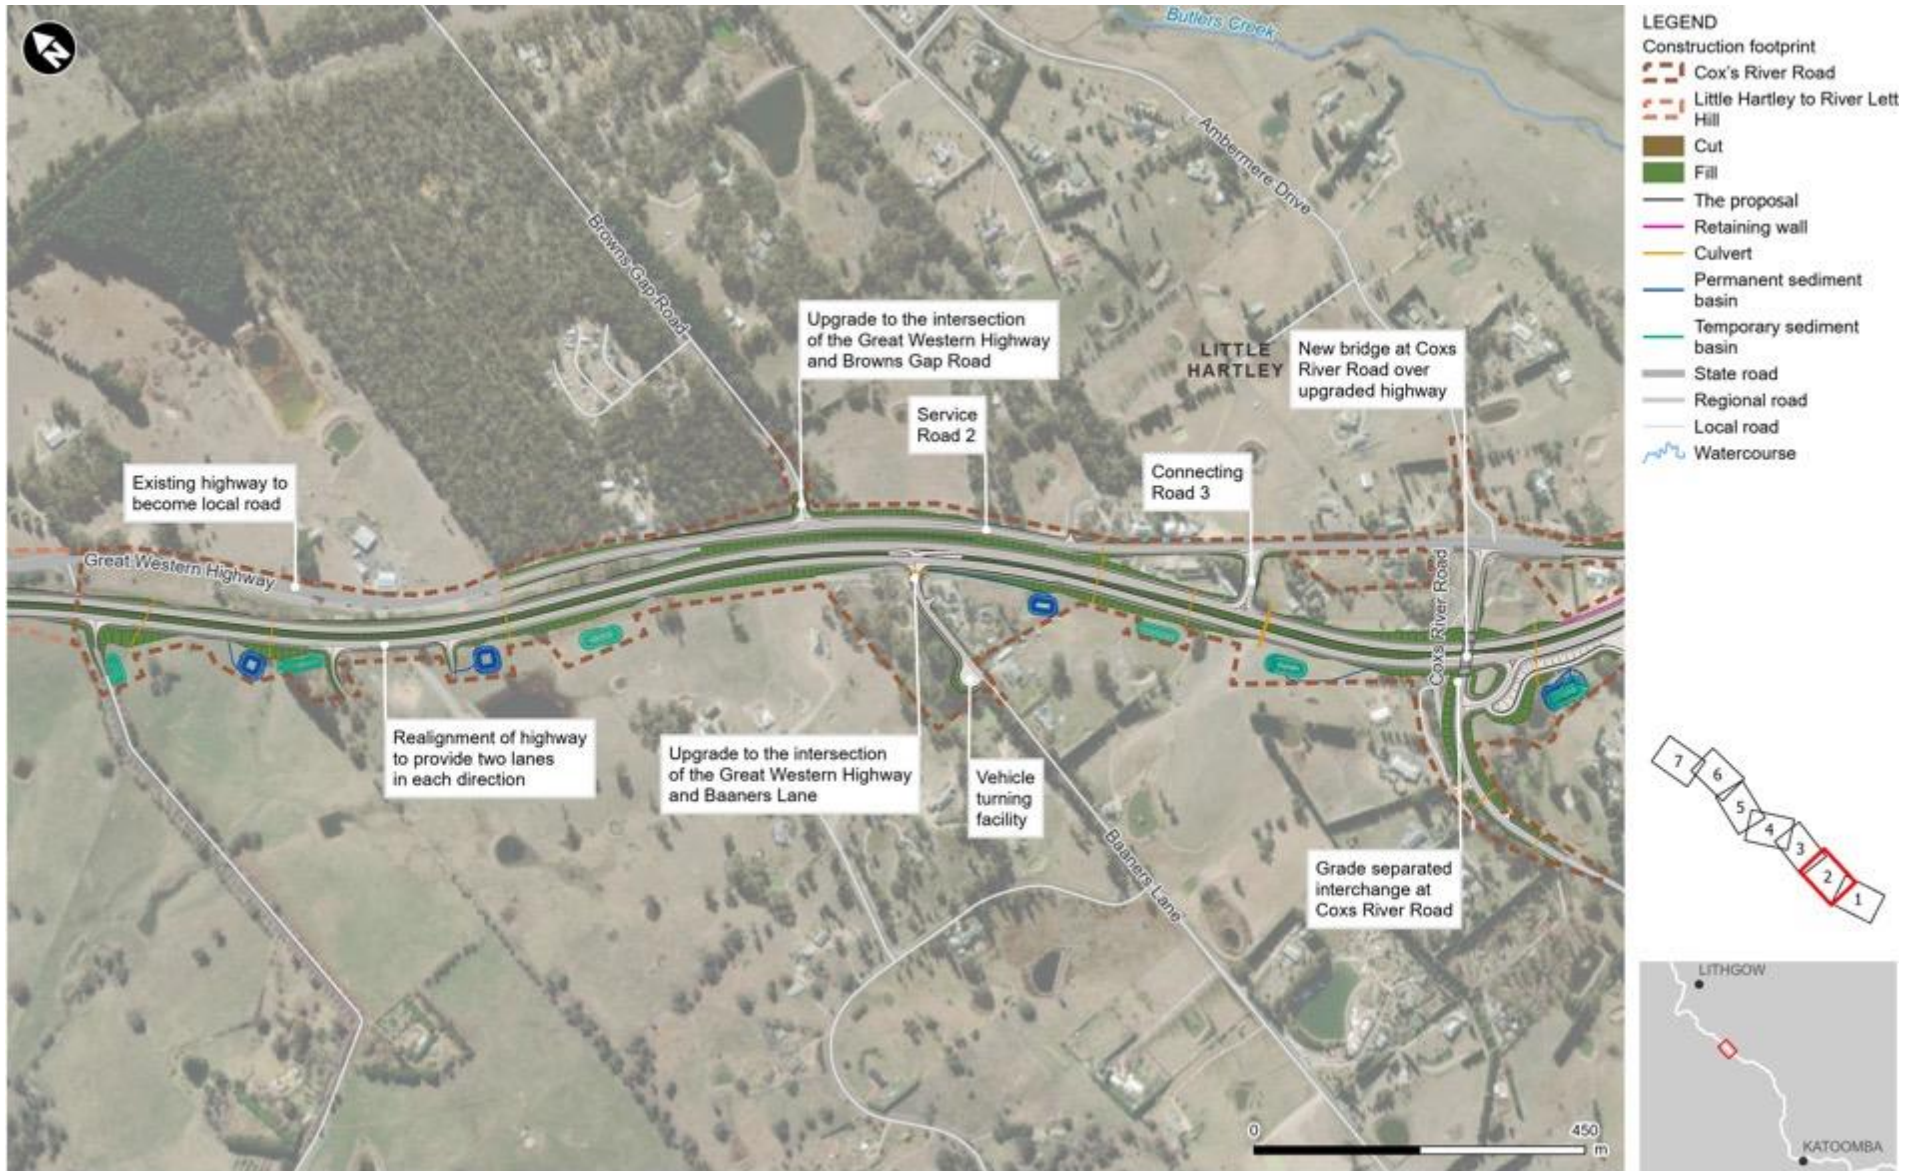 N
Butlers Creek
Ambermere Drive
Browns Gap Road
Upgrade to the intersection
of the Great Western Highway
and Browns Gap Road
LITTLE
HARTLEY
New bridge at Coxs
River Road over
upgraded highway
Service
Road 2
Connecting
Road 3
Existing highway to
become local road
Great Western Highway
Coxs River Road
Realignment of highway
to provide two lanes
in each direction
Upgrade to the intersection
of the Great Western Highway
and Baaners Lane
Vehicle
turning
facility
Baaners Lane
Grade separated
interchange at
Coxs River Road
0
450
m
LEGEND
Construction footprint
Cox's River Road
Little Hartley to River Lett
Hill
Cut
Fill
The proposal
Retaining wall
Culvert
Permanent sediment
basin
Temporary sediment
basin
State road
Regional road
Local road
Watercourse
7
6
5
4
3
2
1
LITHGOW
KATOOMBA